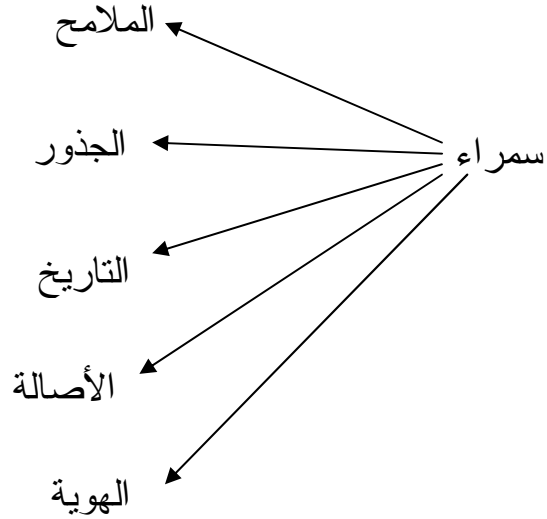 الملامح
الجذور
سمراء
التاريخ
الأصالة
الهوية